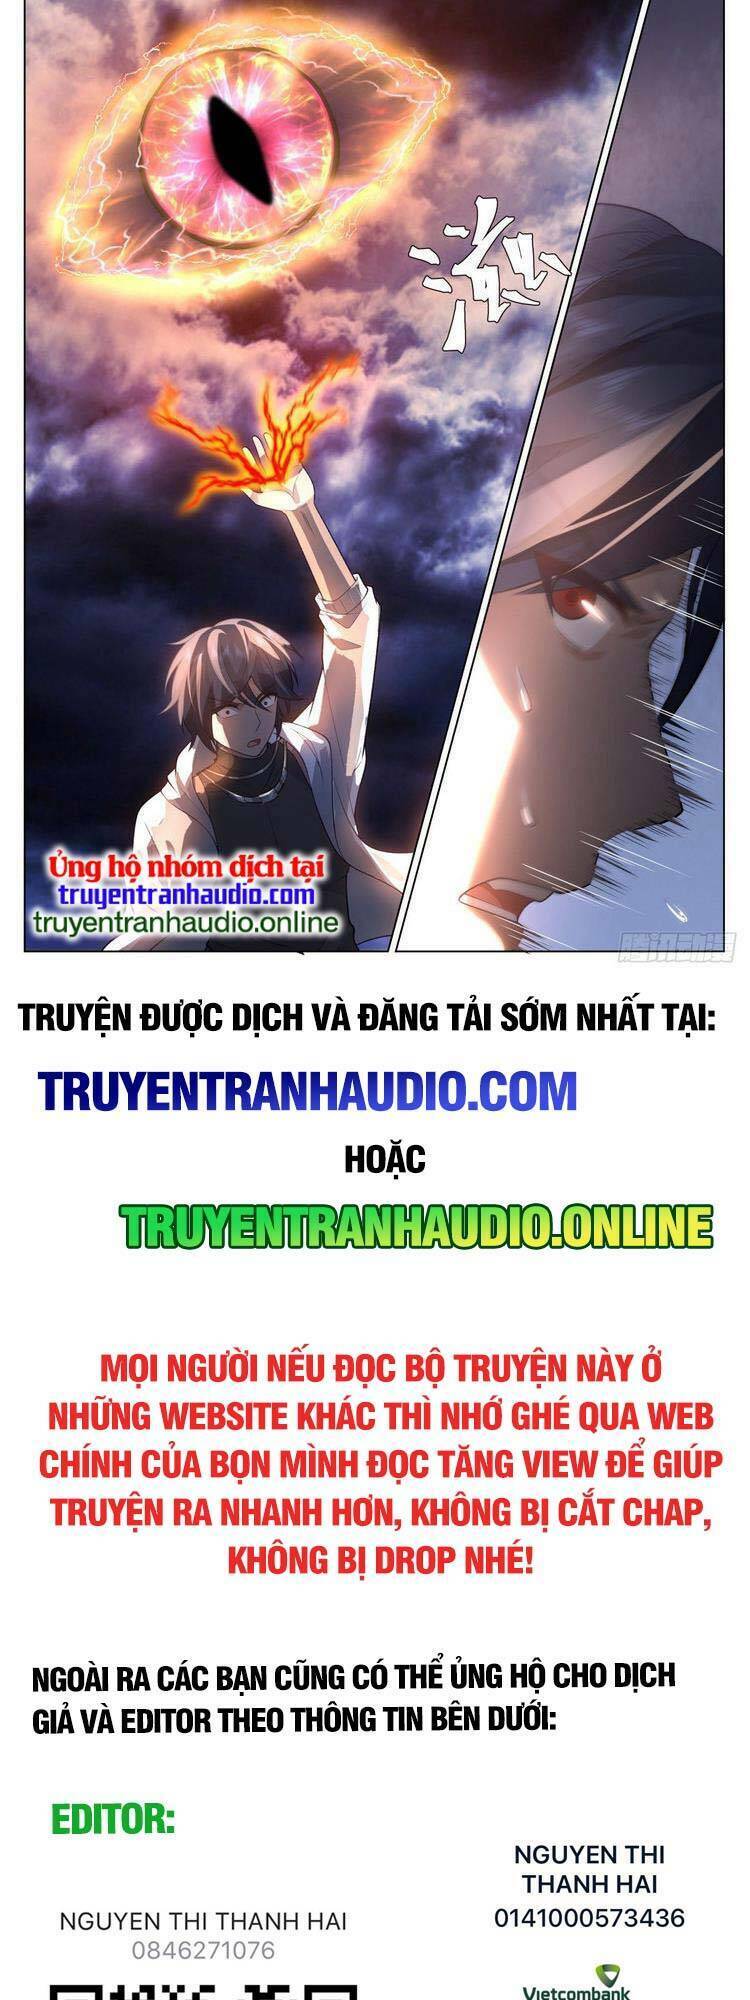 Ủng hộ nhóm dịch tại
truyentranhaudio.com
truyentranhaudio.online
腾讯动漫
TRUYỆN ĐƯỢC DỊCH VÀ ĐĂNG TẢI SỚM NHẤT TẠI:
TRUYENTRANHAUDIO.COM
HOẶC
TRUYENTRANHAUDIO.ONLINE
MỌI NGƯỜI NẾU ĐỌC BỘ TRUYỆN NÀY Ở
NHỮNG WEBSITE KHÁC THÌ NHỚ GHÉ QUA WEB
CHÍNH CỦA BỌN MÌNH ĐỌC TĂNG VIEW ĐỂ GIÚP
TRUYỆN RA NHANH HƠN, KHÔNG BỊ CẮT CHAP,
KHÔNG BỊ DROP NHÉ!
NGOÀI RA CÁC BẠN CŨNG CÓ THỂ ỦNG HỘ CHO DỊCH
GIẢ VÀ EDITOR THEO THÔNG TIN BÊN DƯỚI:
EDITOR:
NGUYEN THI THANH HAI
0846271076
NGUYEN THI
THANH HAI
0141000573436
Vietcombank